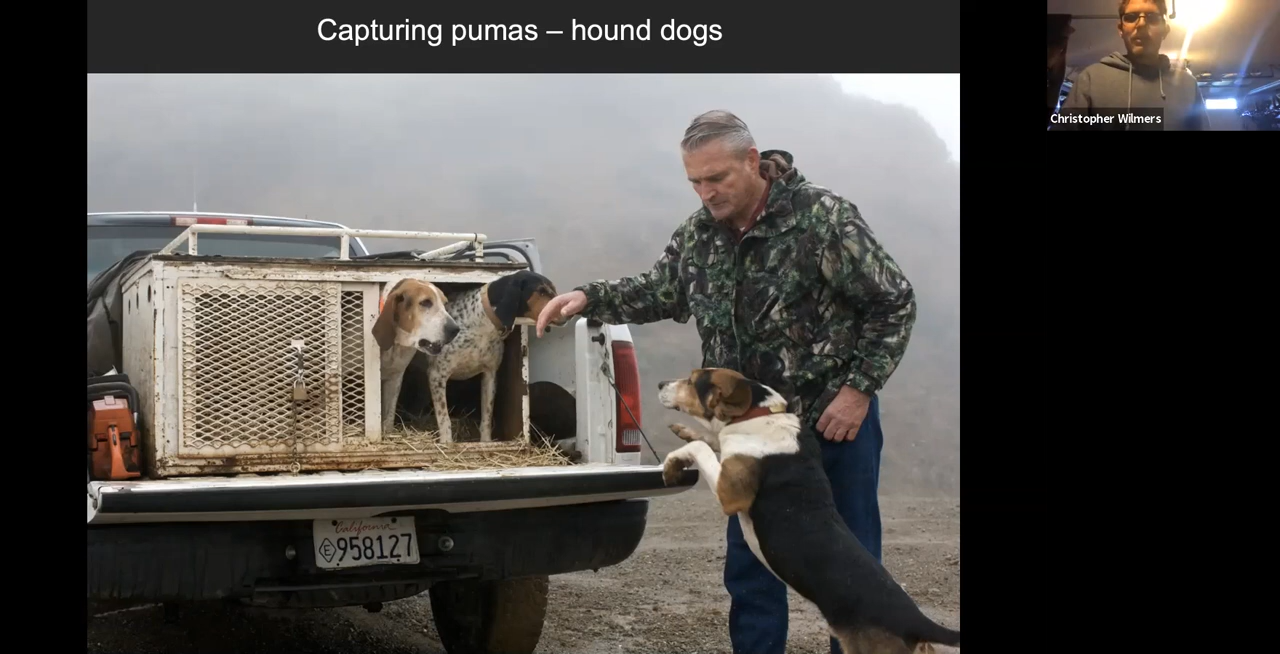 Capturing pumas – hound dogs
Christopher Wilmers
California
E 958127